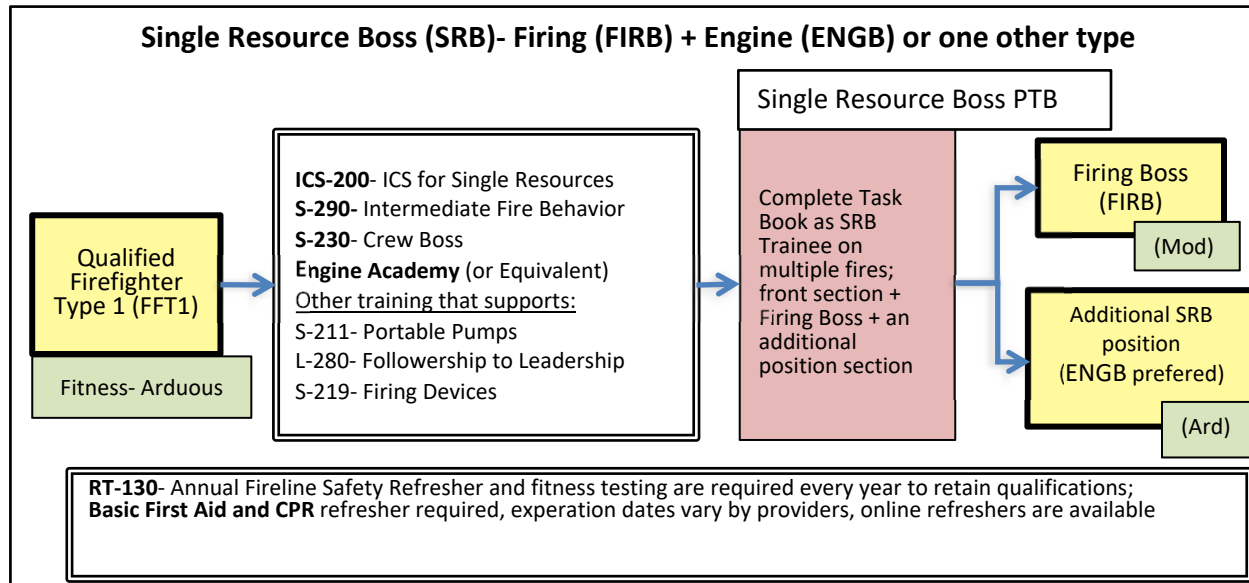 Single Resource Boss (SRB)- Firing (FIRB) + Engine (ENGB) or one other type
Qualified
Firefighter
Type 1 (FFT1)
Fitness- Arduous
ICS-200- ICS for Single Resources
S-290- Intermediate Fire Behavior
S-230- Crew Boss
Engine Academy (or Equivalent)
Other training that supports:
S-211- Portable Pumps
L-280- Followership to Leadership
S-219- Firing Devices
Single Resource Boss PTB
Complete Task
Book as SRB
Trainee on
multiple fires;
front section +
Firing Boss + an
additional
position section
Firing Boss
(FIRB)
(Mod)
Additional SRB
position
(ENGB prefered)
(Ard)
RT-130- Annual Fireline Safety Refresher and fitness testing are required every year to retain qualifications;
Basic First Aid and CPR refresher required, experation dates vary by providers, online refreshers are available